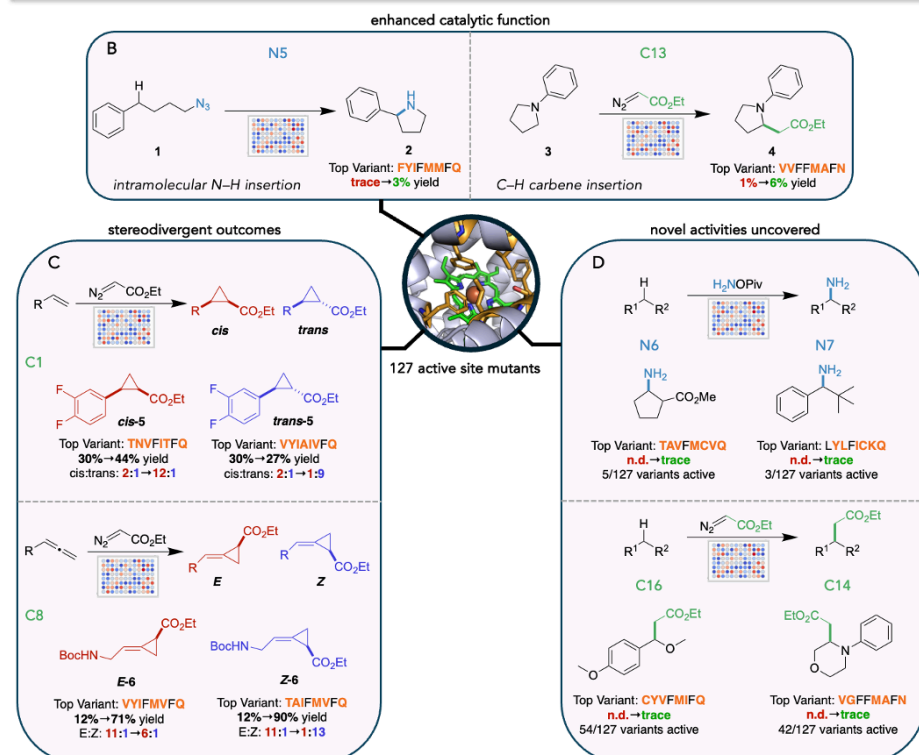 enhanced catalytic function
B
N5
H
N3
1
H
N
2
Top Variant: FYIFMMFQ
trace→3% yield
intramolecular N–H insertion
C13
N
3
N2
CO2Et
N
CO2Et
4
Top Variant: VVFFMAFN
1%→6% yield
C–H carbene insertion
stereodivergent outcomes
C
R
N2
CO2Et
R
CO2Et
cis
R
CO2Et
trans
C1
F
F
CO2Et
cis-5
Top Variant: TNVFITFQ
30%→44% yield
cis:trans: 2:1→12:1
F
F
CO2Et
trans-5
Top Variant: VYIAIVFQ
30%→27% yield
cis:trans: 2:1→1:9
R
N2
CO2Et
CO2Et
R
E
R
CO2Et
Z
C8
CO2Et
BocHN
E-6
Top Variant: VYIFMVFQ
12%→71% yield
E:Z: 11:1→6:1
BocHN
CO2Et
Z-6
Top Variant: TAIFMVFQ
12%→90% yield
E:Z: 11:1→1:13
127 active site mutants
novel activities uncovered
D
H
R1 R2
H2NOPiv
NH2
R1 R2
N6
NH2
CO2Me
Top Variant: TAVFMCVQ
n.d.→trace
5/127 variants active
N7
NH2
Top Variant: LYLFICKQ
n.d.→trace
3/127 variants active
H
R1 R2
N2
CO2Et
CO2Et
R1 R2
C16
CO2Et
O
O
Top Variant: CYVFMIFQ
n.d.→trace
54/127 variants active
C14
EtO2C
N
O
Top Variant: VGFFMAFN
n.d.→trace
42/127 variants active